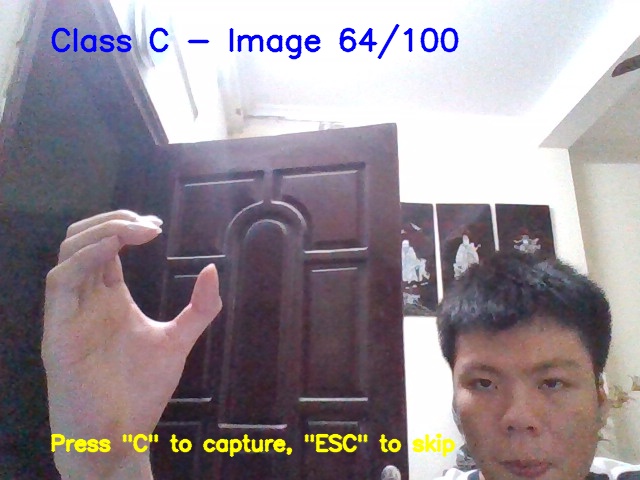 Class C - Image 64/100
Press "C" to capture, "ESC" to skip